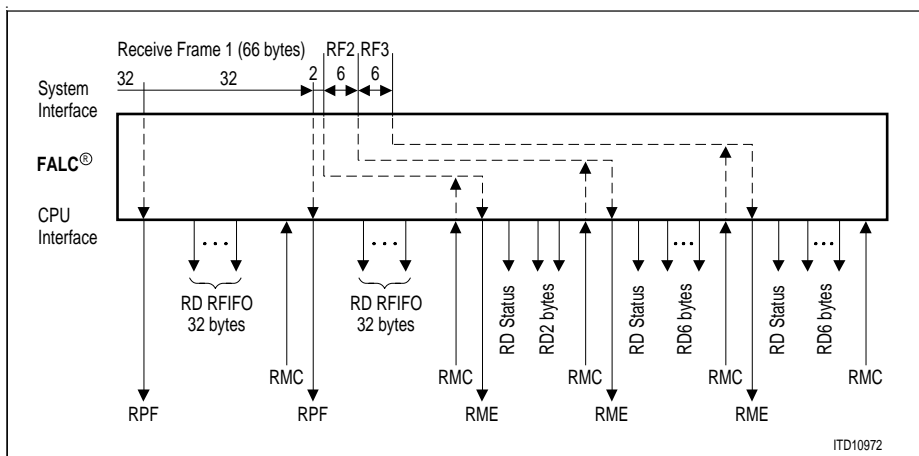 Receive Frame 1 (66 bytes) RF2 RF3
32 32 2 6 6
System
Interface
FALC®
CPU
Interface
RD RFIFO
32 bytes
RD RFIFO
32 bytes
RD Status
RD2 bytes
RD Status
RD6 bytes
RD Status
RD6 bytes
RMC RMC RMC RMC RMC
RPF RPF RME RME RME
ITD10972